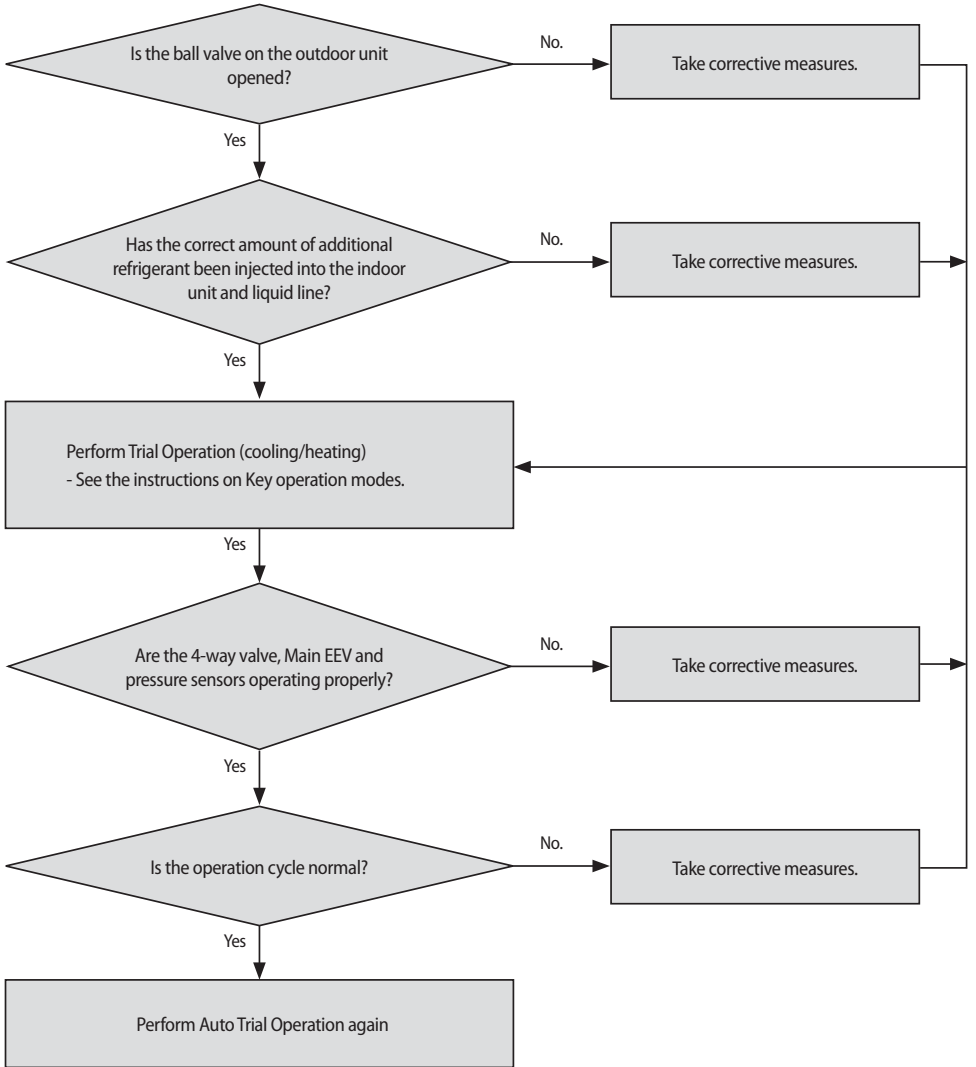 Is the ball valve on the outdoor unit
opened?
No.
Take corrective measures.
Yes
Has the correct amount of additional
refrigerant been injected into the indoor
unit and liquid line?
No.
Take corrective measures.
Yes
Perform Trial Operation (cooling/heating)
- See the instructions on Key operation modes.
Yes
Are the 4-way valve, Main EEV and
pressure sensors operating properly?
No.
Take corrective measures.
Yes
Is the operation cycle normal?
No.
Take corrective measures.
Yes
Perform Auto Trial Operation again